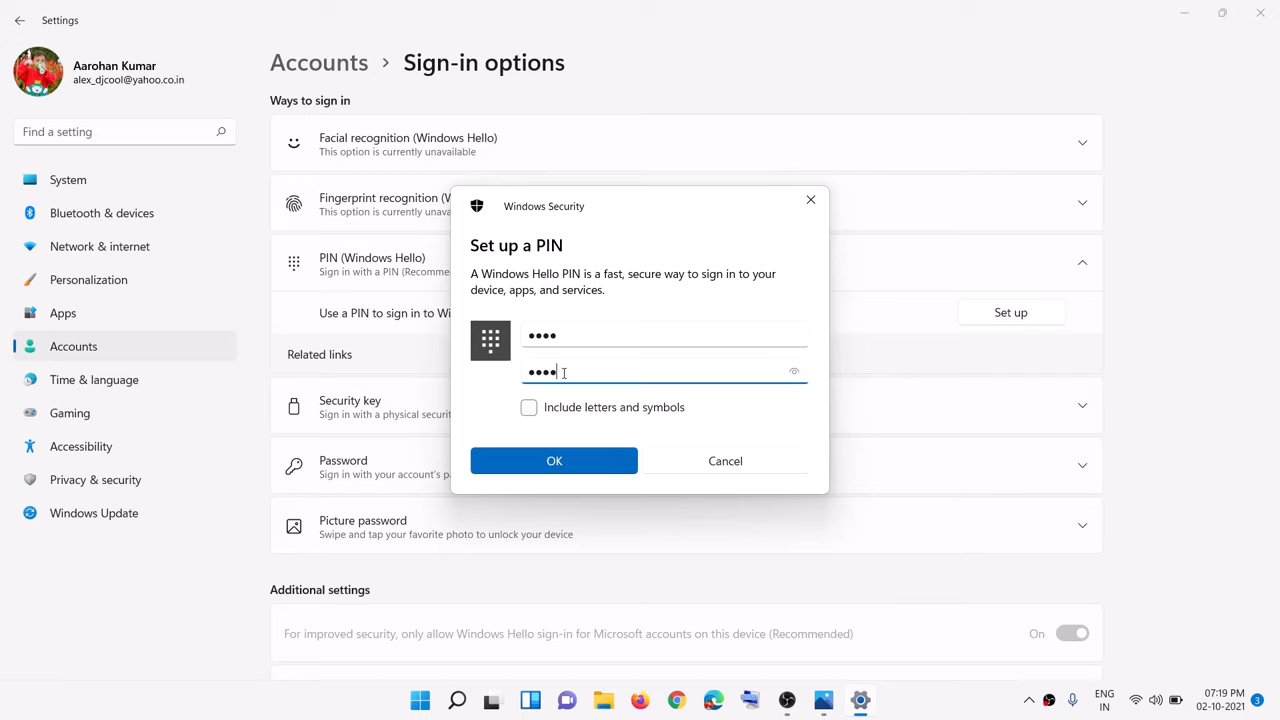 Settings
Aarohan Kumar
alex_djcool@yahoo.co.in
Find a setting
System
Bluetooth & devices
Network & internet
Personalization
Apps
Accounts
Time & language
Gaming
Accessibility
Privacy & security
Windows Update
Accounts > Sign-in options
Ways to sign in
Facial recognition (Windows Hello)
This option is currently unavailable
Fingerprint recognition (W
This option is currently unava
PIN (Windows Hello)
Sign in with a PIN (Recomme
Use a PIN to sign in to Wi
Set up
Related links
Security key
Sign in with a physical securit
Password
Sign in with your account's pa
Picture password
Swipe and tap your favorite photo to unlock your device
Additional settings
For improved security, only allow Windows Hello sign-in for Microsoft accounts on this device (Recommended)
On
Windows Security
Set up a PIN
A Windows Hello PIN is a fast, secure way to sign in to your
device, apps, and services.
••••
••••
Include letters and symbols
OK
Cancel
ENG
IN
07:19 PM
02-10-2021
3